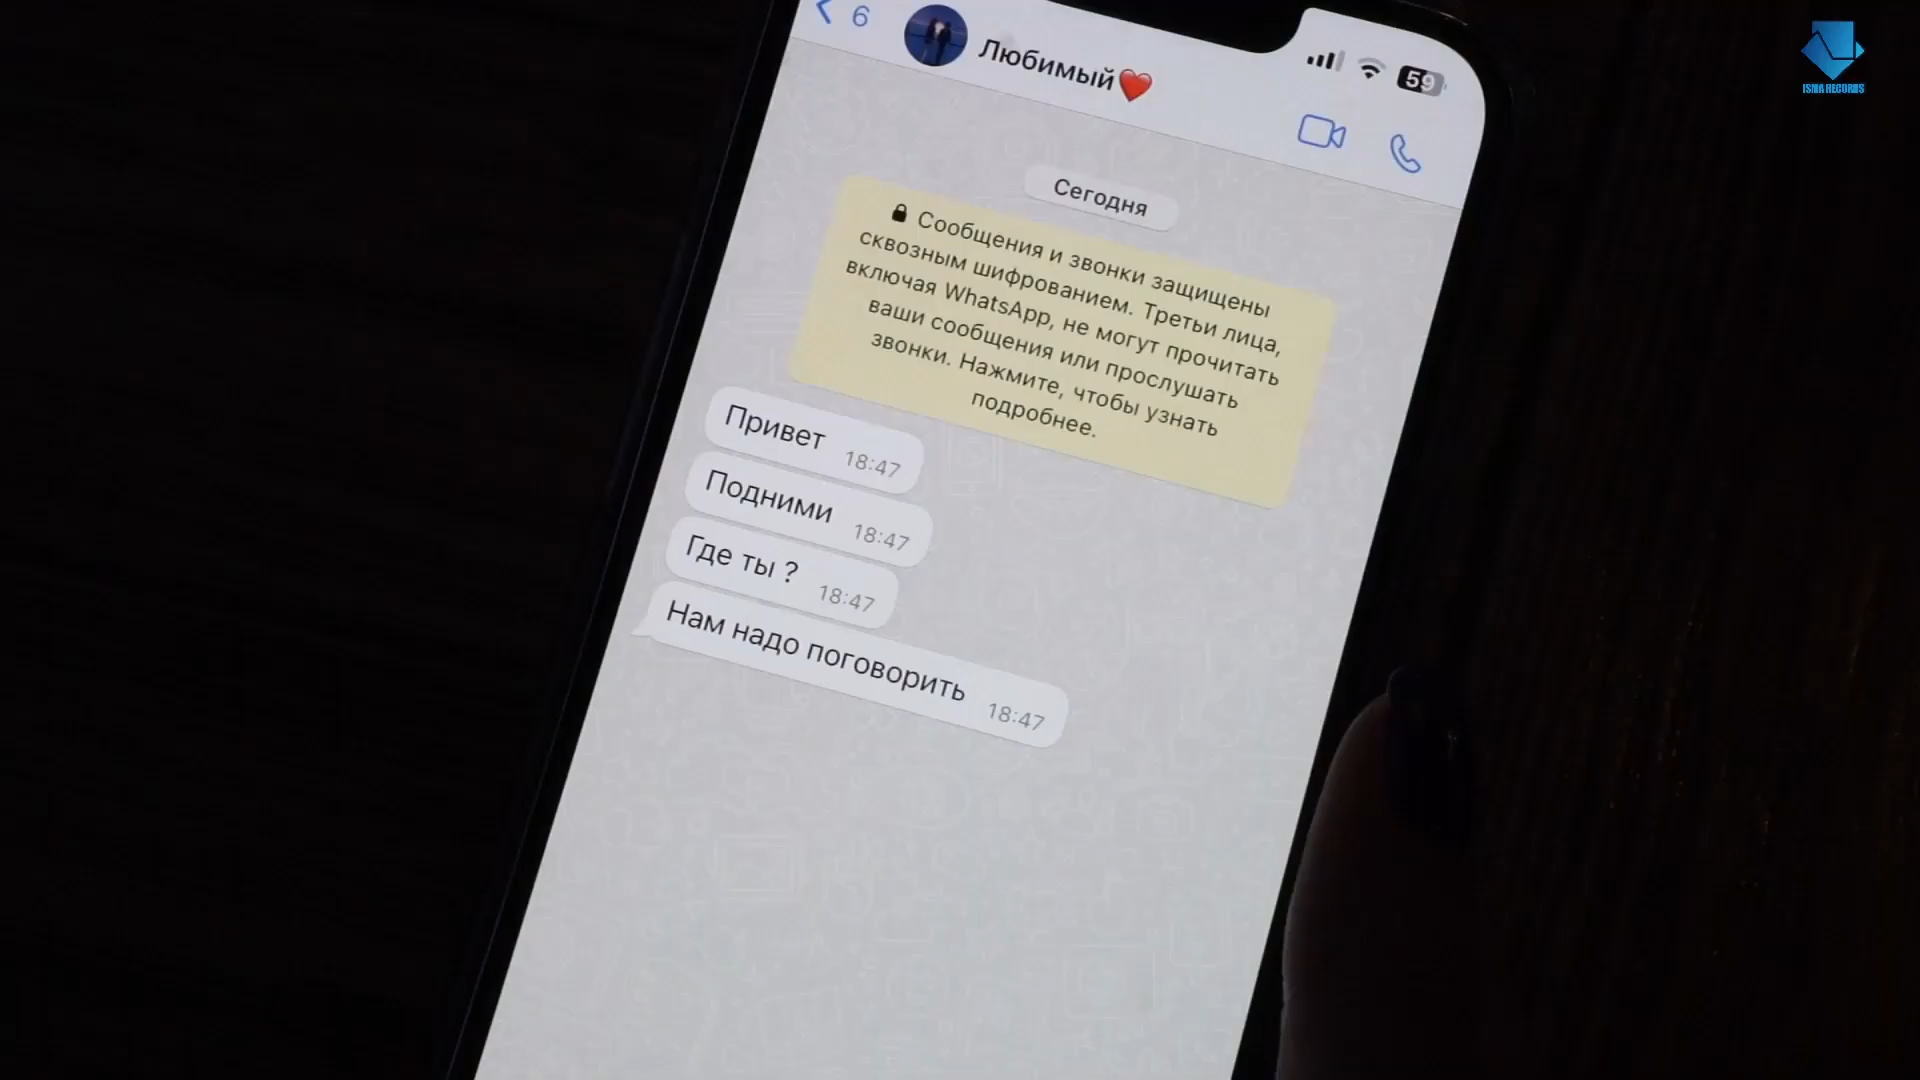 6
Любимый❤️
59
ISMA RECORDS
Сегодня
Сообщения и звонки защищены
сквозным шифрованием. Третьи лица,
включая WhatsApp, не могут прочитать
ваши сообщения или прослушать
звонки. Нажмите, чтобы узнать
подробнее.
Привет 18:47
Подними 18:47
Где ты ? 18:47
Нам надо поговорить 18:47